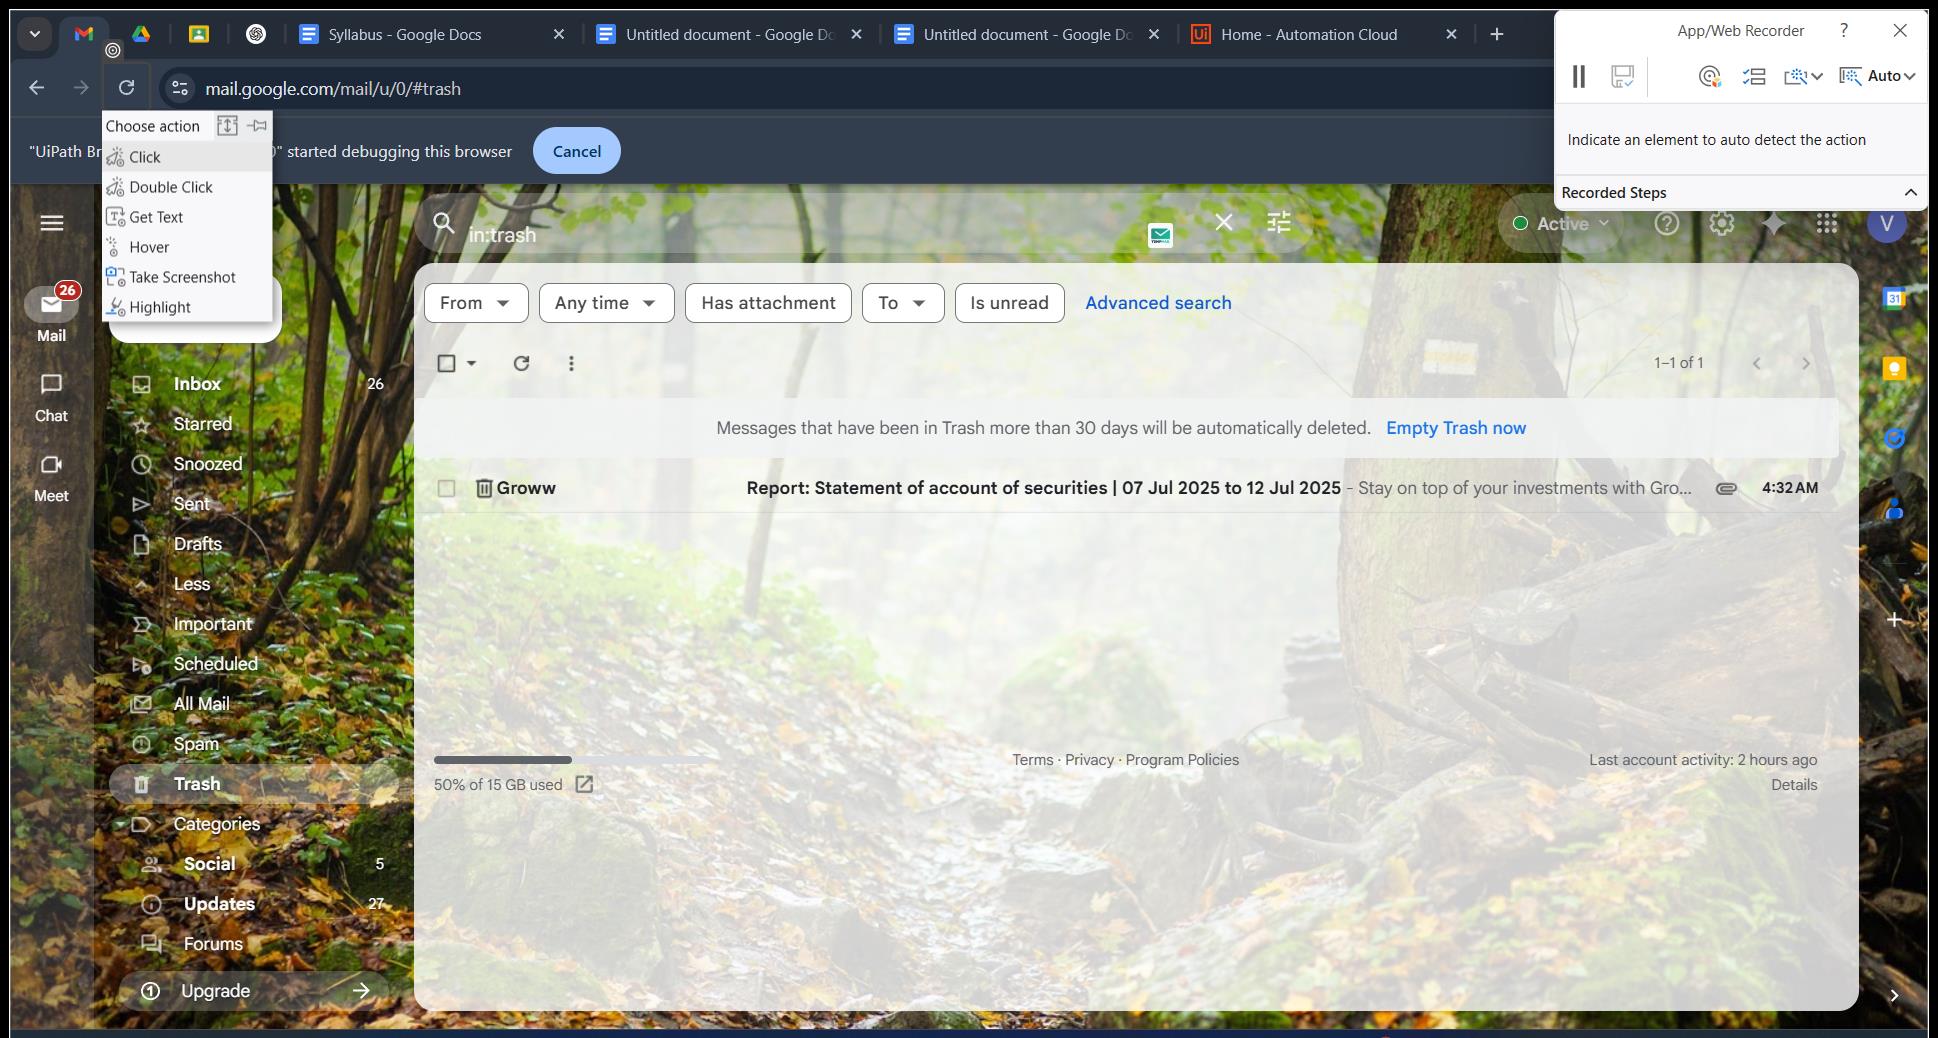 Syllabus - Google Docs
Untitled document - Google Do
Untitled document - Google Do
Ui
Home - Automation Cloud
App/Web Recorder
?
mail.google.com/mail/u/0/#trash
Auto
Choose action
Click
Double Click
Get Text
Hover
Take Screenshot
Highlight
"UiPath Br
0" started debugging this browser
Cancel
Indicate an element to auto detect the action
Recorded Steps
in:trash
Active
V
26
Mail
Chat
Meet
From
Any time
Has attachment
To
Is unread
Advanced search
31
1–1 of 1
Inbox 26
Starred
Snoozed
Sent
Drafts
Less
Important
Scheduled
All Mail
Spam
Trash
Categories
Social 5
Updates 27
Forums
Upgrade
Messages that have been in Trash more than 30 days will be automatically deleted. Empty Trash now
Groww Report: Statement of account of securities | 07 Jul 2025 to 12 Jul 2025 - Stay on top of your investments with Gro... 4:32 AM
50% of 15 GB used
Terms · Privacy · Program Policies
Last account activity: 2 hours ago
Details